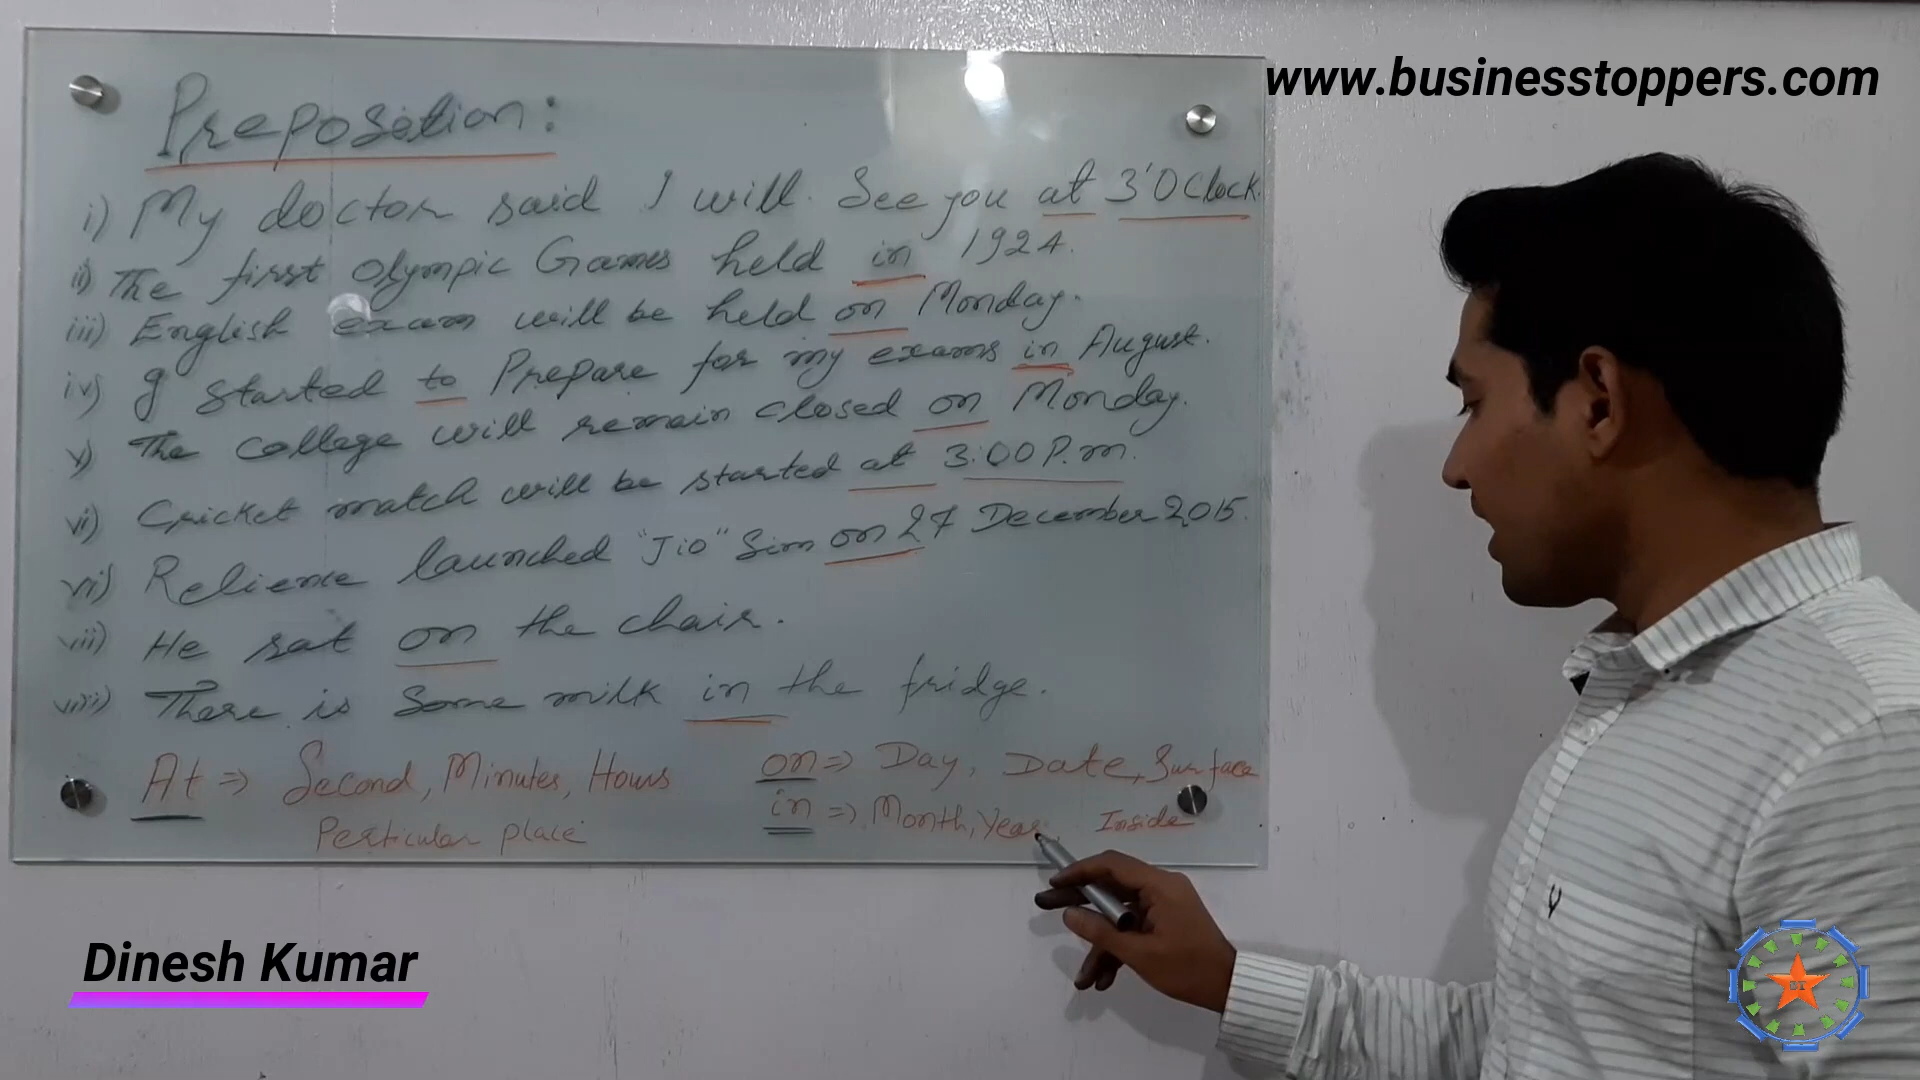 www.businesstoppers.com
Preposition:
i) My doctor said I will see you at 3'O Clock.
ii) The first Olympic Games held in 1924.
iii) English exam will be held on Monday.
iv) I started to Prepare for my exams in August.
v) The College will remain closed on Monday.
vi) Cricket match will be started at 3:00 P.m.
vi) Relience launched "Jio" Sim on 27 December 2015.
vii) He sat on the chair.
viii) There is Some milk in the fridge.
At => Second, Minutes, Hours
on => Day, Date, Surface
Perticular place
in => Month, Year, Inside
Dinesh Kumar
BT